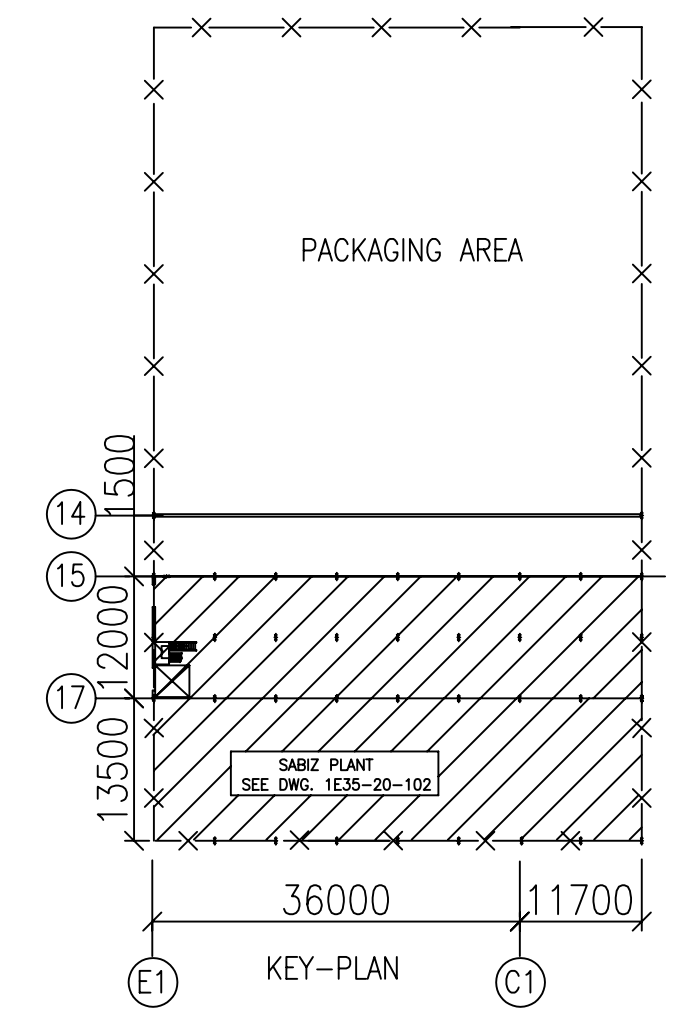 PACKAGING AREA
1500
14
15
12000
17
13500
SABIZ PLANT
SEE DWG. 1E35-20-102
36000
11700
E1
KEY-PLAN
C1